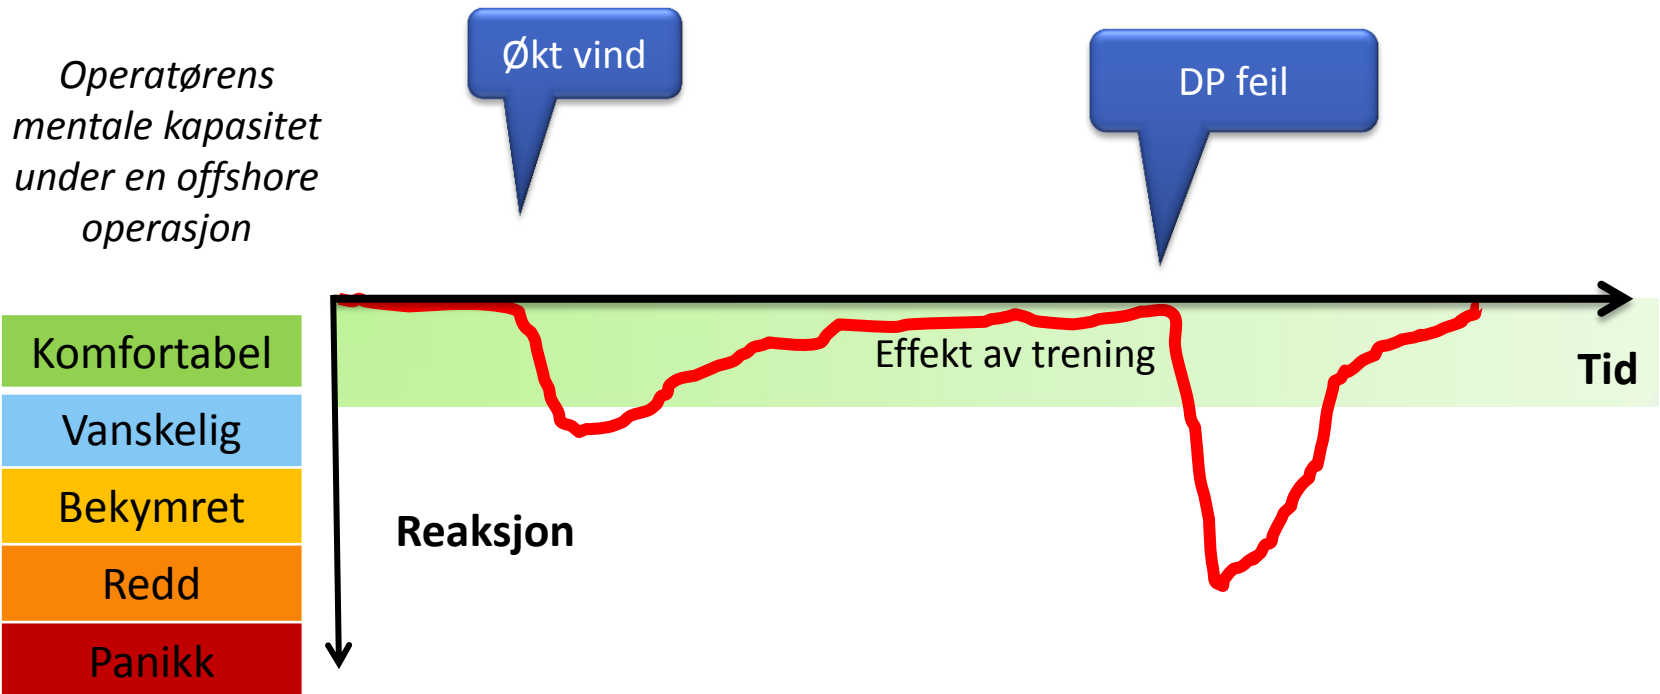 Operatørens
mentale kapasitet
under en offshore
operasjon
Økt vind
DP feil
Komfortabel
Vanskelig
Bekymret
Redd
Panikk
Effekt av trening
Tid
Reaksjon